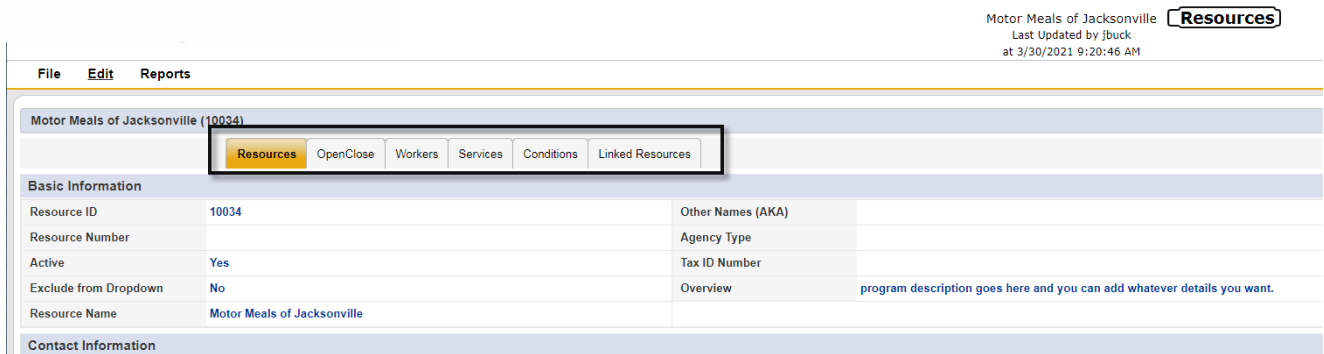 Motor Meals of Jacksonville Resources
Last Updated by jbuck
at 3/30/2021 9:20:46 AM
File Edit Reports
Motor Meals of Jacksonville (10034)
Resources OpenClose Workers Services Conditions Linked Resources
Basic Information
Resource ID 10034 Other Names (AKA)
Resource Number Agency Type
Active Yes Tax ID Number
Exclude from Dropdown No Overview program description goes here and you can add whatever details you want.
Resource Name Motor Meals of Jacksonville
Contact Information